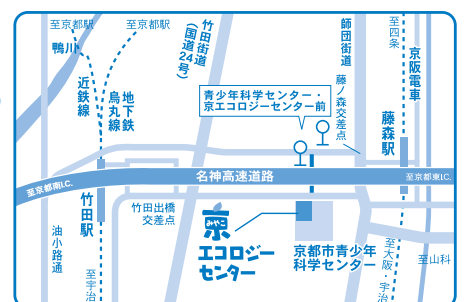 至京都駅
至京都駅
鴨川
竹田街道
(国道24号)
師団街道
至四条
京阪電車
近鉄線
地下鉄
烏丸線
青少年科学センター・
京エコロジーセンター前
藤ノ森交差点
藤森駅
名神高速道路
至京都南I.C.
至京都東I.C.
竹田駅
竹田出橋
交差点
油小路通
至宇治
みやこ
京
エコロジー
センター
京都市青少年
科学センター
至大阪・宇治
至山科